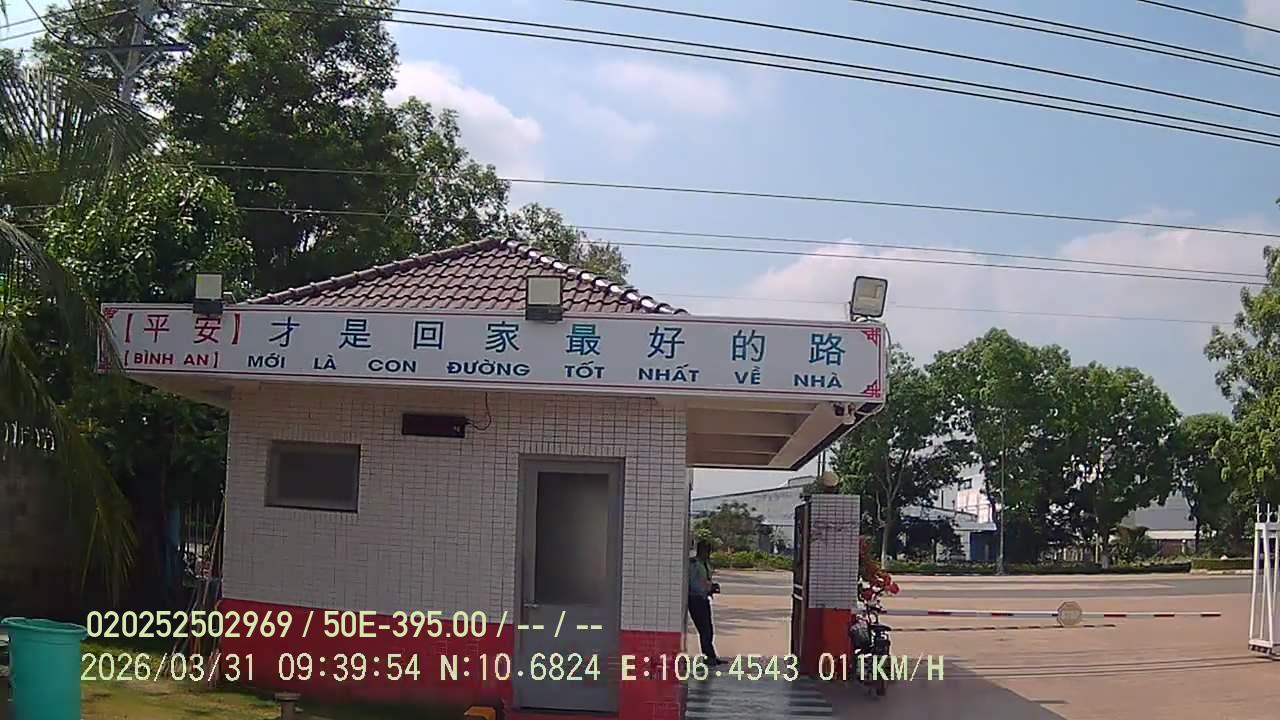 【平安】才是回家最好的路
[BÌNH AN] MỚI LÀ CON ĐƯỜNG TỐT NHẤT VỀ NHÀ
020252502969 / 50E-395.00 / -- / --
2026/03/31 09:39:54 N:10.6824 E:106.4543 011KM/H